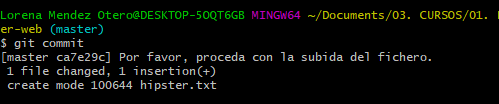 Lorena Mendez Otero@DESKTOP-5OQT6GB MINGW64 ~/Documents/03. CURSOS/01.
er-web (master)
$ git commit
[master ca7e29c] Por favor, proceda con la subida del fichero.
1 file changed, 1 insertion(+)
create mode 100644 hipster.txt